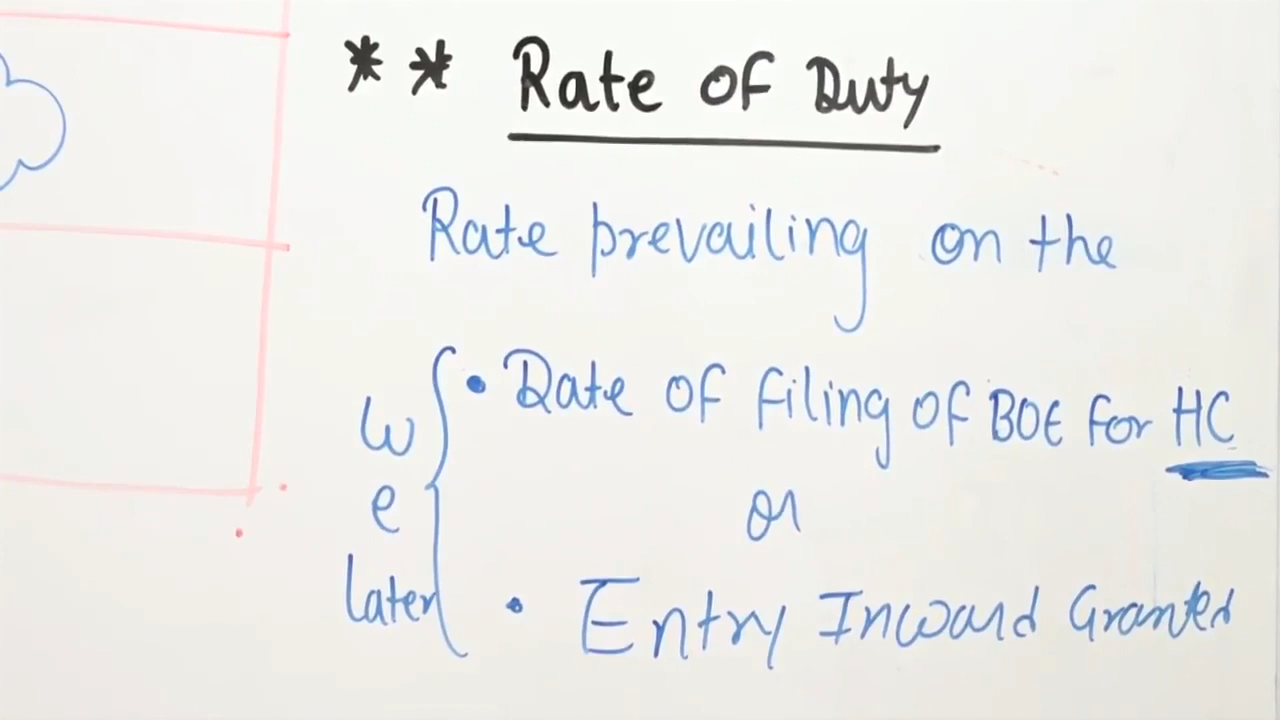 ** Rate of Duty
Rate prevailing on the
• Date of filing of BOE for HC
w
e
later
or
• Entry Inward Granted